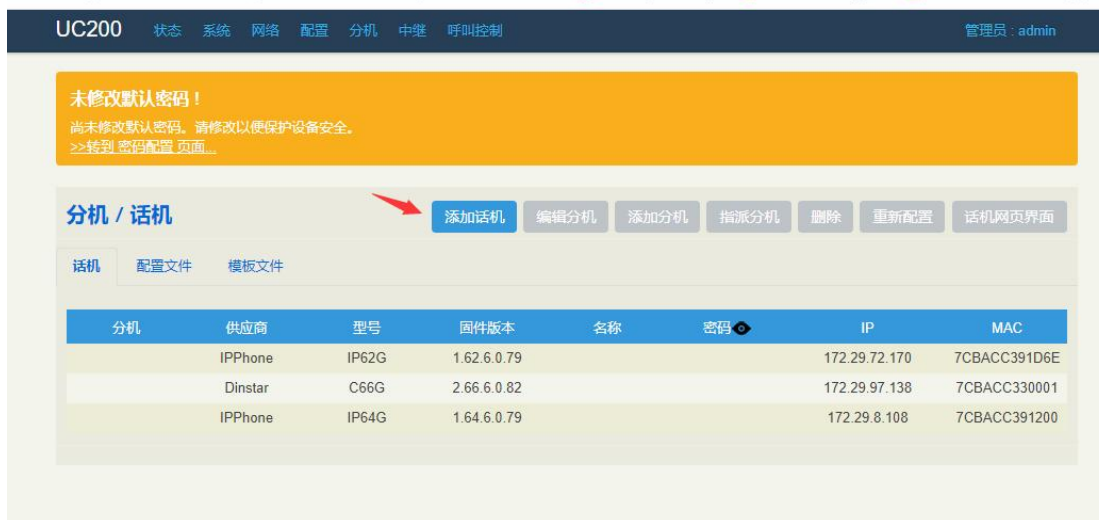 UC200 状态 系统 网络 配置 分机 中继 呼叫控制 管理员 : admin
未修改默认密码！
尚未修改默认密码。请修改以便保护设备安全。
>>转到 密码配置 页面...
分机 / 话机 添加话机 编辑分机 添加分机 指派分机 删除 重新配置 话机网页界面
话机 配置文件 模板文件
分机 供应商 型号 固件版本 名称 密码 IP MAC
IPPhone IP62G 1.62.6.0.79 172.29.72.170 7CBACC391D6E
Dinstar C66G 2.66.6.0.82 172.29.97.138 7CBACC330001
IPPhone IP64G 1.64.6.0.79 172.29.8.108 7CBACC391200